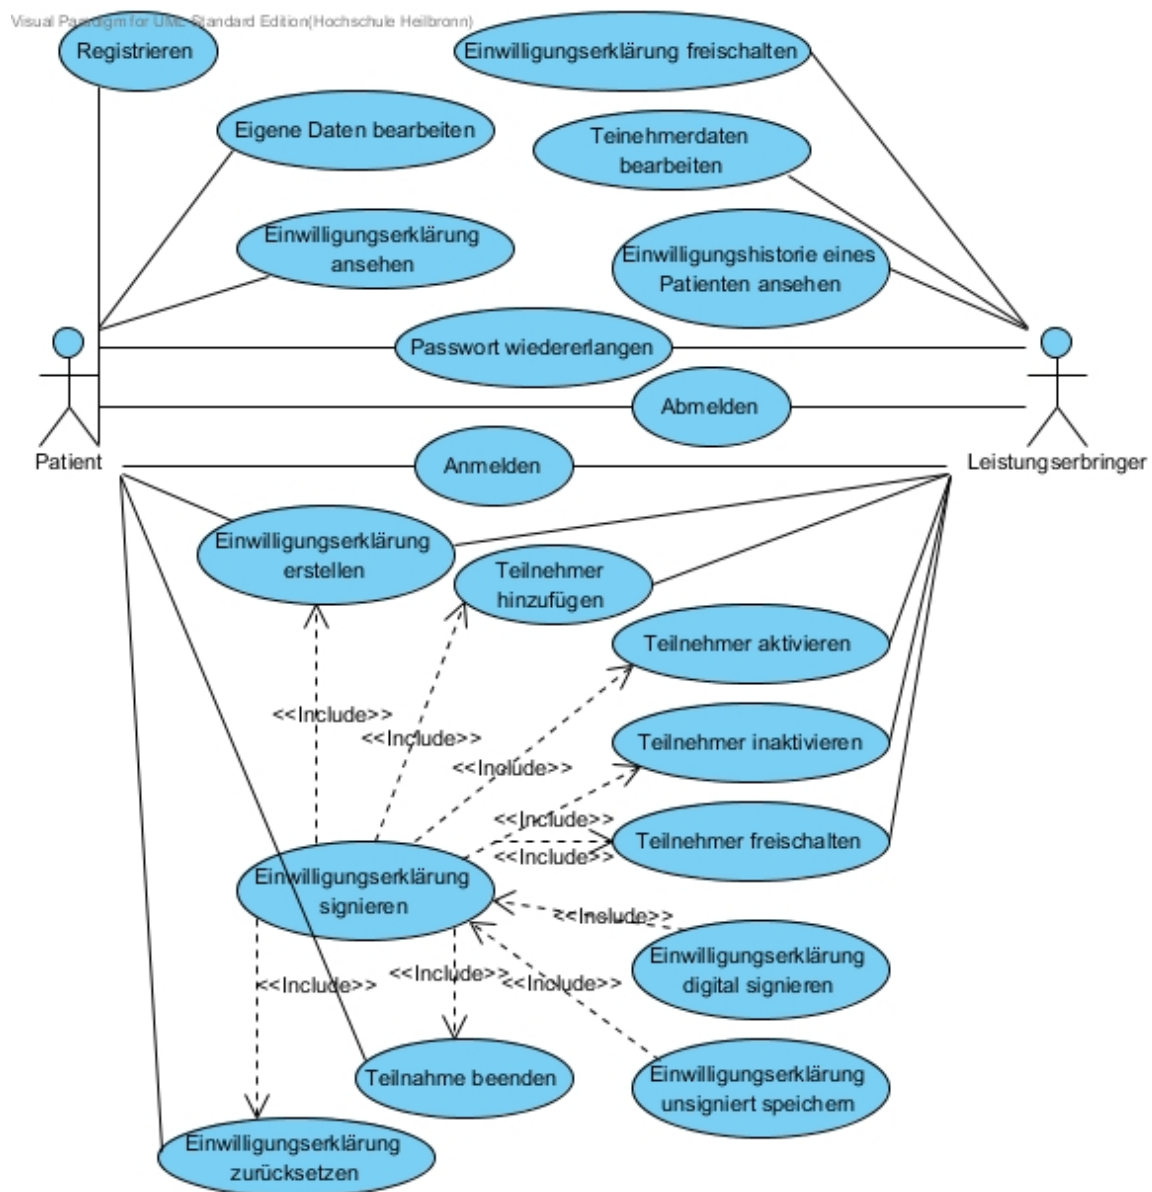 Visual Paradigm for UML Standard Edition(Hochschule Heilbronn)
Registrieren
Einwilligungserklärung freischalten
Eigene Daten bearbeiten
Teinehmerdaten
bearbeiten
Einwilligungserklärung
ansehen
Einwilligungshistorie eines
Patienten ansehen
Passwort wiedererlangen
Abmelden
Patient
Anmelden
Leistungserbringer
Einwilligungserklärung
erstellen
Teilnehmer
hinzufügen
Teilnehmer aktivieren
<<Include>>
<<Include>>
Teilnehmer inaktivieren
<<Include>>
<<Include>>
Teilnehmer freischalten
<<Include>>
Einwilligungserklärung
signieren
<<Include>>
Einwilligungserklärung
digital signieren
<<Include>>
<<Include>>
<<Include>>
Teilnahme beenden
Einwilligungserklärung
unsigniert speichern
Einwilligungserklärung
zurücksetzen